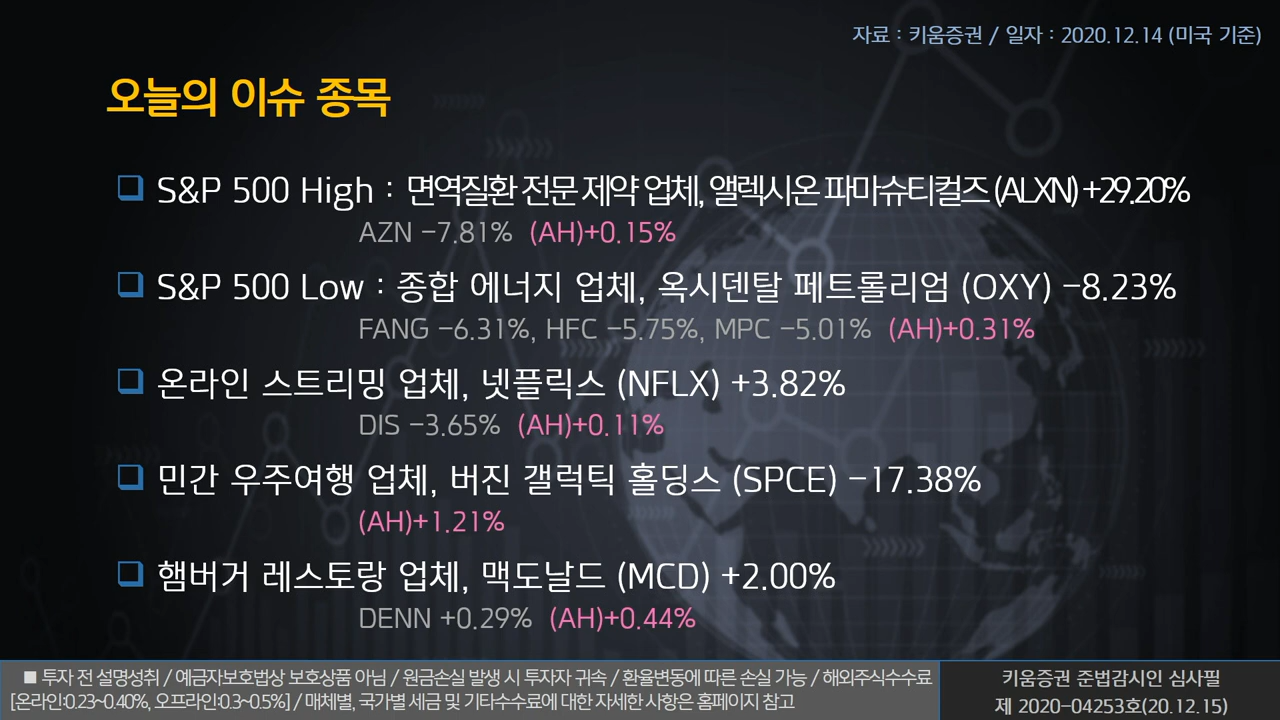 자료 : 키움증권 / 일자 : 2020.12.14 (미국 기준)
오늘의 이슈 종목
❑ S&P 500 High : 면역질환 전문 제약 업체, 앨렉시온 파마슈티컬즈 (ALXN) +29.20%
AZN −7.81% (AH)+0.15%
❑ S&P 500 Low : 종합 에너지 업체, 옥시덴탈 페트롤리엄 (OXY) −8.23%
FANG −6.31%, HFC −5.75%, MPC −5.01% (AH)+0.31%
❑ 온라인 스트리밍 업체, 넷플릭스 (NFLX) +3.82%
DIS −3.65% (AH)+0.11%
❑ 민간 우주여행 업체, 버진 갤럭틱 홀딩스 (SPCE) −17.38%
(AH)+1.21%
❑ 햄버거 레스토랑 업체, 맥도날드 (MCD) +2.00%
DENN +0.29% (AH)+0.44%
■ 투자 전 설명성취 / 예금자보호법상 보호상품 아님 / 원금손실 발생 시 투자자 귀속 / 환율변동에 따른 손실 가능 / 해외주식수수료
[온라인:0.23~0.40%, 오프라인:0.3~0.5%] / 매체별, 국가별 세금 및 기타수수료에 대한 자세한 사항은 홈페이지 참고
키움증권 준법감시인 심사필
제 2020-04253호(20.12.15)